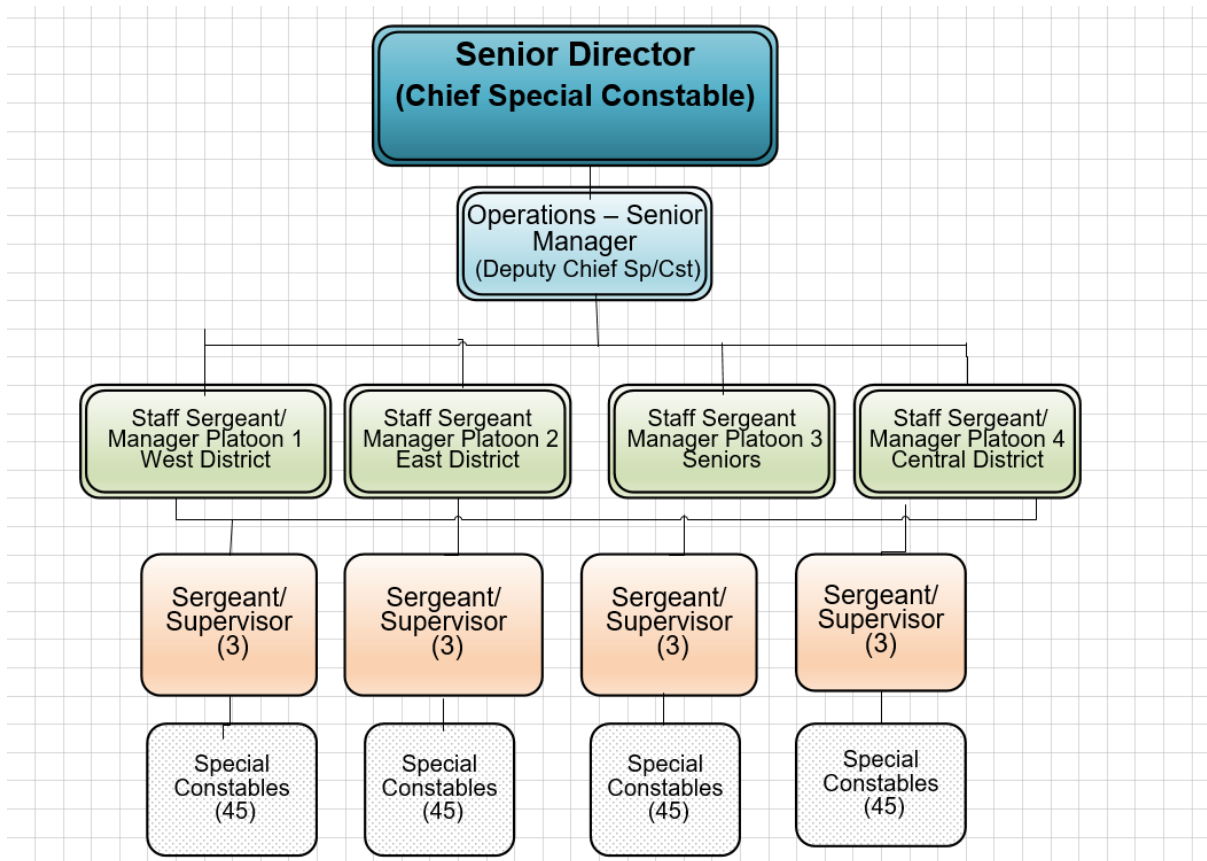 Senior Director
(Chief Special Constable)
Operations – Senior
Manager
(Deputy Chief Sp/Cst)
Staff Sergeant/
Manager Platoon 1
West District
Staff Sergeant
Manager Platoon 2
East District
Staff Sergeant
Manager Platoon 3
Seniors
Staff Sergeant/
Manager Platoon 4
Central District
Sergeant/
Supervisor
(3)
Sergeant/
Supervisor
(3)
Sergeant/
Supervisor
(3)
Sergeant/
Supervisor
(3)
Special
Constables
(45)
Special
Constables
(45)
Special
Constables
(45)
Special
Constables
(45)